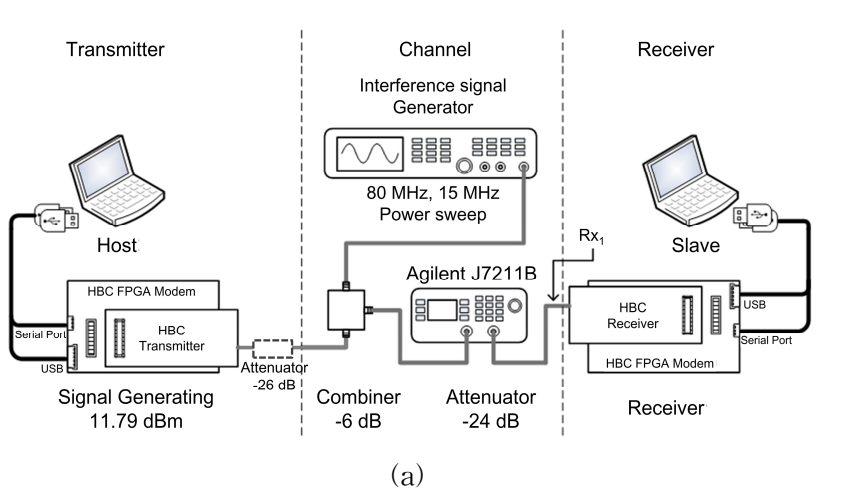 Transmitter
Channel
Receiver
Interference signal
Generator
80 MHz, 15 MHz
Power sweep
Host
Slave
Rx1
Agilent J7211B
HBC FPGA Modem
HBC
Transmitter
Serial Port
USB
Attenuator
-26 dB
HBC
Receiver
HBC FPGA Modem
USB
Serial Port
Signal Generating
11.79 dBm
Combiner
-6 dB
Attenuator
-24 dB
Receiver
(a)